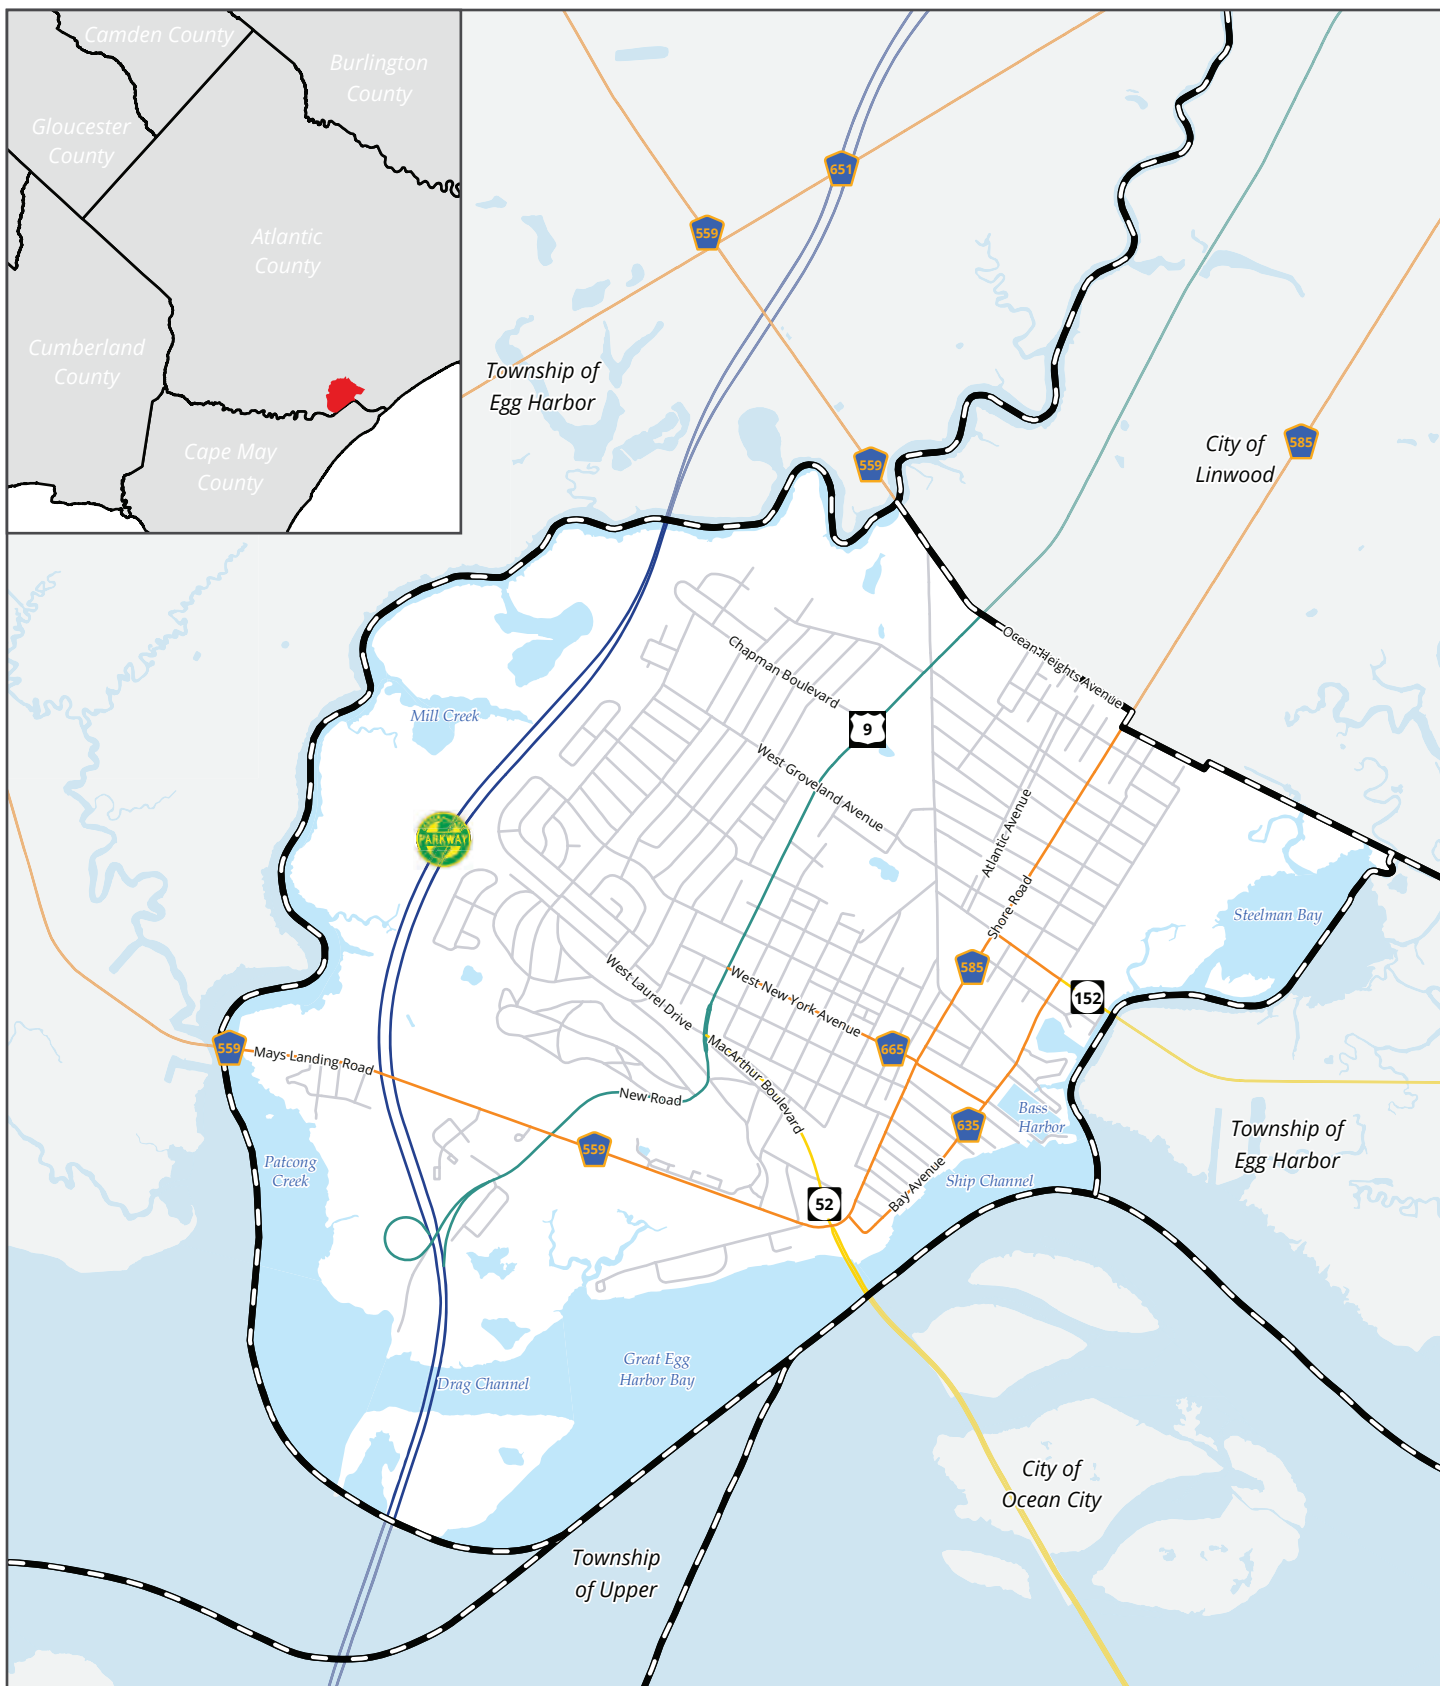 Camden County
Burlington
County
Gloucester
County
Atlantic
County
Cumberland
County
Cape May
County
651
559
Township of
Egg Harbor
559
City of
Linwood
585
Ocean Heights Avenue
Chapman Boulevard
Mill Creek
9
West Groveland Avenue
PARKWAY
Atlantic Avenue
Shore Road
Steelman Bay
West Laurel Drive
West New York Avenue
585
152
559
Mays Landing Road
MacArthur Boulevard
665
New Road
Bass
Harbor
635
559
Township of
Egg Harbor
Patcong
Creek
Ship Channel
Bay Avenue
52
Great Egg
Harbor Bay
Drag Channel
City of
Ocean City
Township
of Upper